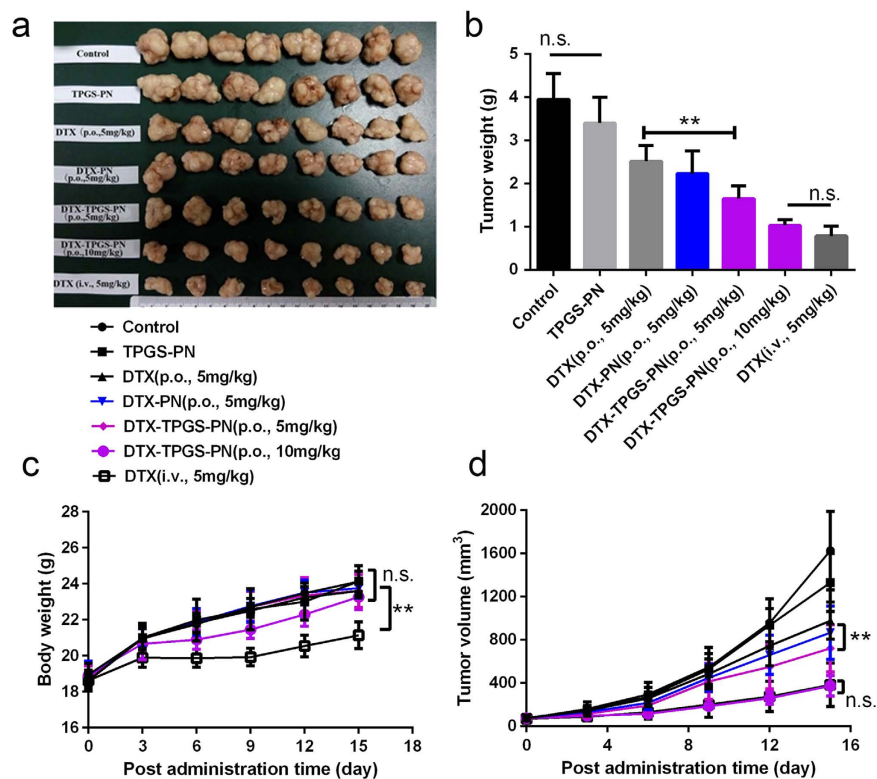 a
Control
TPGS-PN
DTX (p.o.,5mg/kg)
DTX-PN
(p.o.,5mg/kg)
DTX-TPGS-PN
(p.o.,5mg/kg)
DTX-TPGS-PN
(p.o.,10mg/kg)
DTX (i.v., 5mg/kg)
b
n.s.
**
n.s.
Tumor weight (g)
5
4
3
2
1
0
Control
TPGS-PN
DTX(p.o., 5mg/kg)
DTX-PN(p.o., 5mg/kg)
DTX-TPGS-PN(p.o., 5mg/kg)
DTX-TPGS-PN(p.o., 10mg/kg)
DTX(i.v., 5mg/kg)
Control
TPGS-PN
DTX(p.o., 5mg/kg)
DTX-PN(p.o., 5mg/kg)
DTX-TPGS-PN(p.o., 5mg/kg)
DTX-TPGS-PN(p.o., 10mg/kg
DTX(i.v., 5mg/kg)
c
Body weight (g)
28
26
24
22
20
18
16
n.s.
**
0 3 6 9 12 15 18
Post administration time (day)
d
Tumor volume (mm³)
2000
1600
1200
800
400
0
**
n.s.
0 4 8 12 16
Post administration time (day)